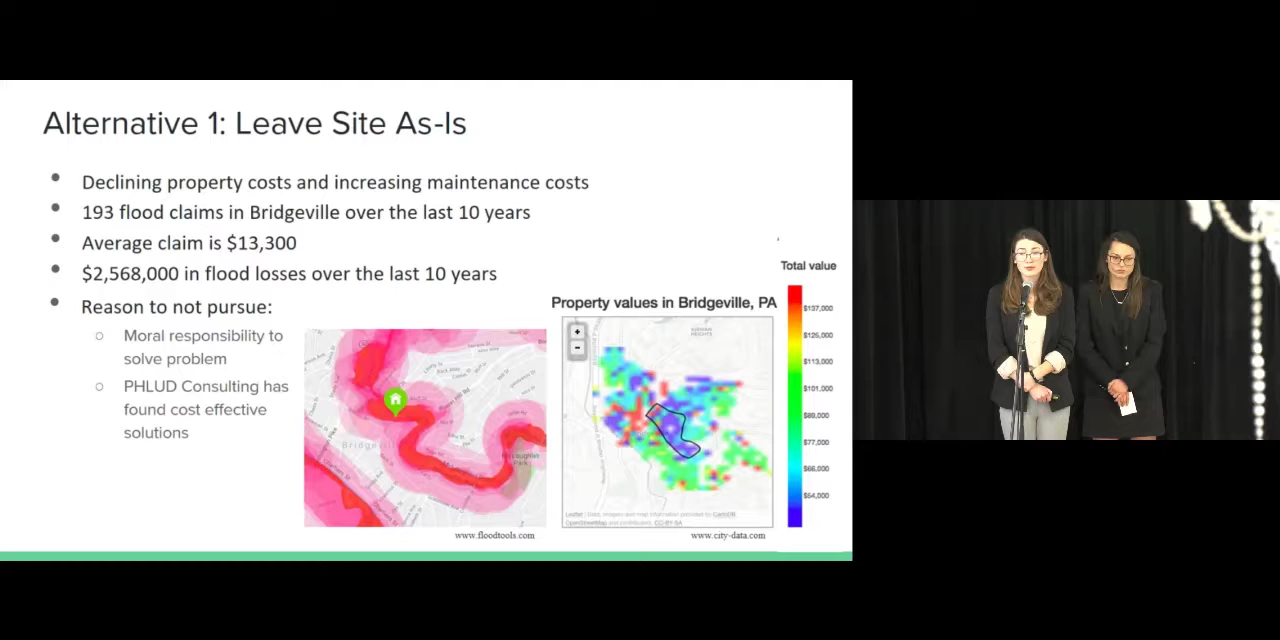 Alternative 1: Leave Site As-Is
Declining property costs and increasing maintenance costs
193 flood claims in Bridgeville over the last 10 years
Average claim is $13,300
$2,568,000 in flood losses over the last 10 years
Reason to not pursue:
Moral responsibility to
solve problem
PHLUD Consulting has
found cost effective
solutions
www.floodtools.com
Property values in Bridgeville, PA
+
-
www.city-data.com
Total value
$137,000
$125,000
$113,000
$101,000
$89,000
$77,000
$66,000
$54,000